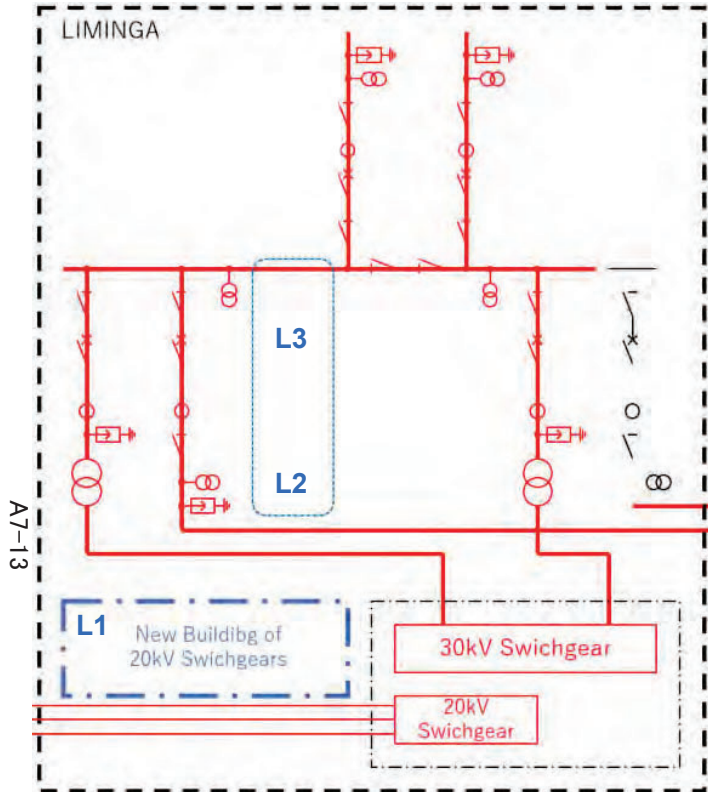 LIMINGA
L3
L2
A7-13
L1
New Buildibg of
20kV Swichgears
30kV Swichgear
20kV
Swichgear